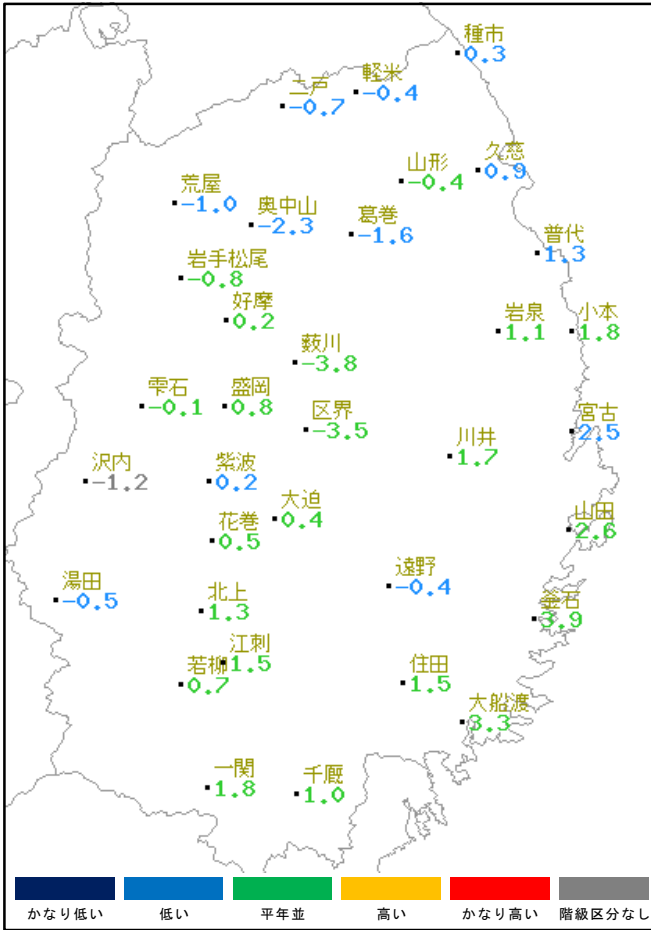 種市
0.3
軽米
-0.4
二戸
-0.7
久慈
0.9
山形
-0.4
荒屋
-1.0
奥中山
-2.3
葛巻
-1.6
普代
1.3
岩手松尾
-0.8
好摩
0.2
岩泉
1.1
小本
1.8
薮川
-3.8
雫石
-0.1
盛岡
0.8
区界
-3.5
宮古
2.5
川井
1.7
沢内
-1.2
紫波
0.2
大迫
0.4
山田
2.6
花巻
0.5
湯田
-0.5
遠野
-0.4
北上
1.3
釜石
3.9
江刺
1.5
若柳
0.7
住田
1.5
大船渡
3.3
一関
1.8
千厩
1.0
かなり低い
低い
平年並
高い
かなり高い
階級区分なし